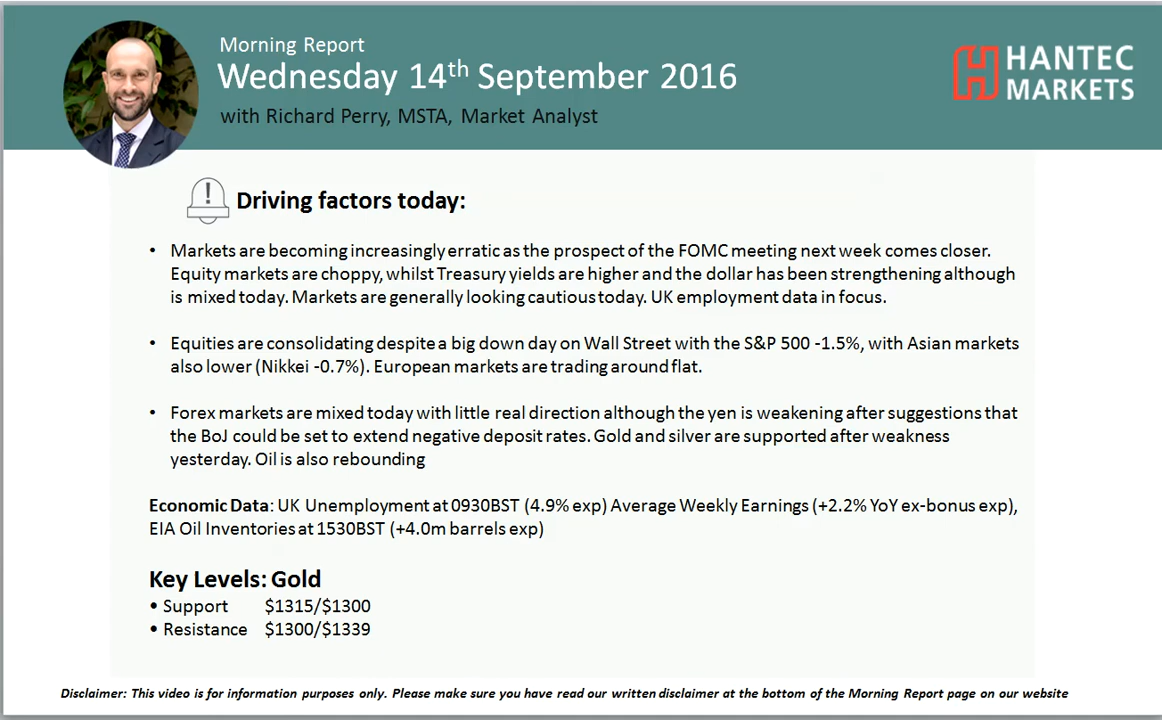 Morning Report
Wednesday 14th September 2016
with Richard Perry, MSTA, Market Analyst
HANTEC
MARKETS
!
Driving factors today:
• Markets are becoming increasingly erratic as the prospect of the FOMC meeting next week comes closer.
Equity markets are choppy, whilst Treasury yields are higher and the dollar has been strengthening although
is mixed today. Markets are generally looking cautious today. UK employment data in focus.
• Equities are consolidating despite a big down day on Wall Street with the S&P 500 -1.5%, with Asian markets
also lower (Nikkei -0.7%). European markets are trading around flat.
• Forex markets are mixed today with little real direction although the yen is weakening after suggestions that
the BoJ could be set to extend negative deposit rates. Gold and silver are supported after weakness
yesterday. Oil is also rebounding
Economic Data: UK Unemployment at 0930BST (4.9% exp) Average Weekly Earnings (+2.2% YoY ex-bonus exp),
EIA Oil Inventories at 1530BST (+4.0m barrels exp)
Key Levels: Gold
• Support $1315/$1300
• Resistance $1300/$1339
Disclaimer: This video is for information purposes only. Please make sure you have read our written disclaimer at the bottom of the Morning Report page on our website